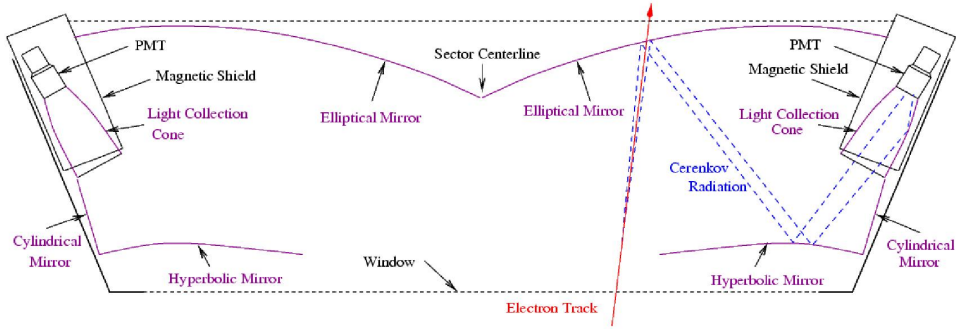 PMT
Magnetic Shield
Light Collection
Cone
Sector Centerline
Elliptical Mirror
Elliptical Mirror
PMT
Magnetic Shield
Light Collection
Cone
Cerenkov
Radiation
Cylindrical
Mirror
Hyperbolic Mirror
Window
Electron Track
Hyperbolic Mirror
Cylindrical
Mirror